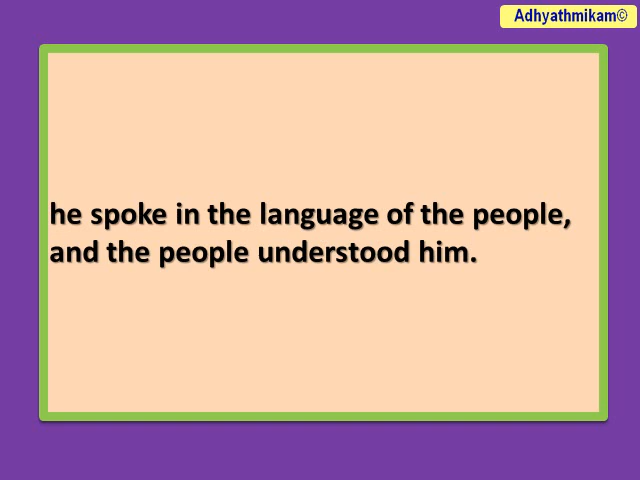 Adhyathmikam©
he spoke in the language of the people,
and the people understood him.